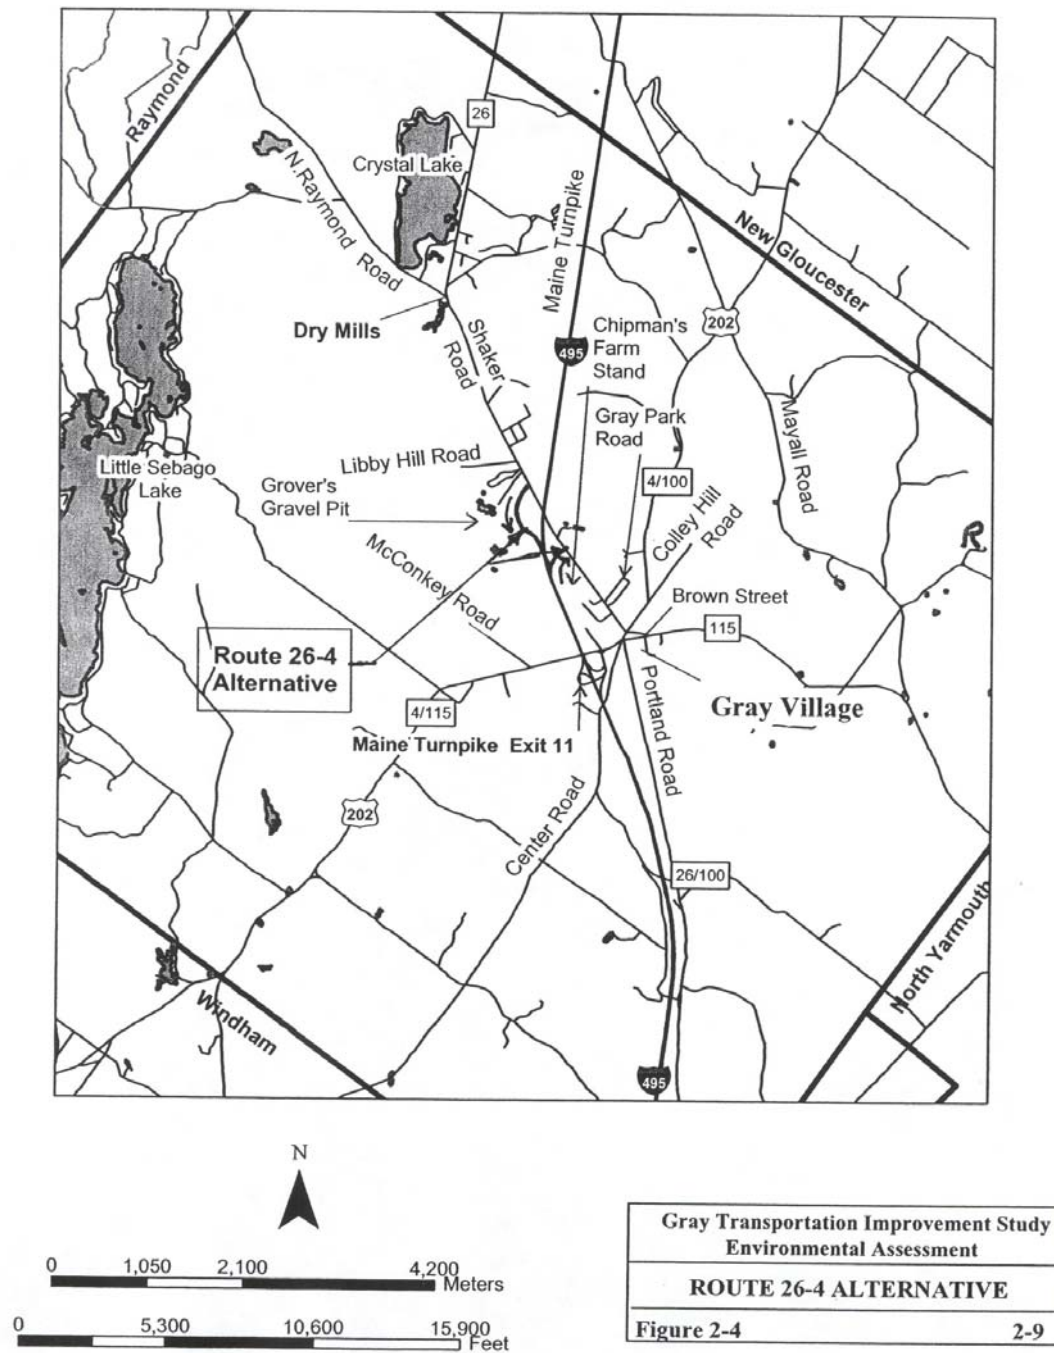 Raymond
26
Crystal Lake
N.Raymond Road
Maine Turnpike
New Gloucester
202
Dry Mills
Shaker
Road
495
Chipman's
Farm
Stand
Gray Park
Road
Mayall Road
Little Sebago
Lake
Libby Hill Road
4/100
Grover's
Gravel Pit
Colley Hill
Road
R
McConkey Road
Brown Street
115
Route 26-4
Alternative
4/115
Portland Road
Gray Village
Maine Turnpike Exit 11
202
Center Road
26/100
North Yarmouth
Windham
495
N
0 1,050 2,100 4,200
Meters
0 5,300 10,600 15,900
Feet
Gray Transportation Improvement Study
Environmental Assessment
ROUTE 26-4 ALTERNATIVE
Figure 2-4 2-9